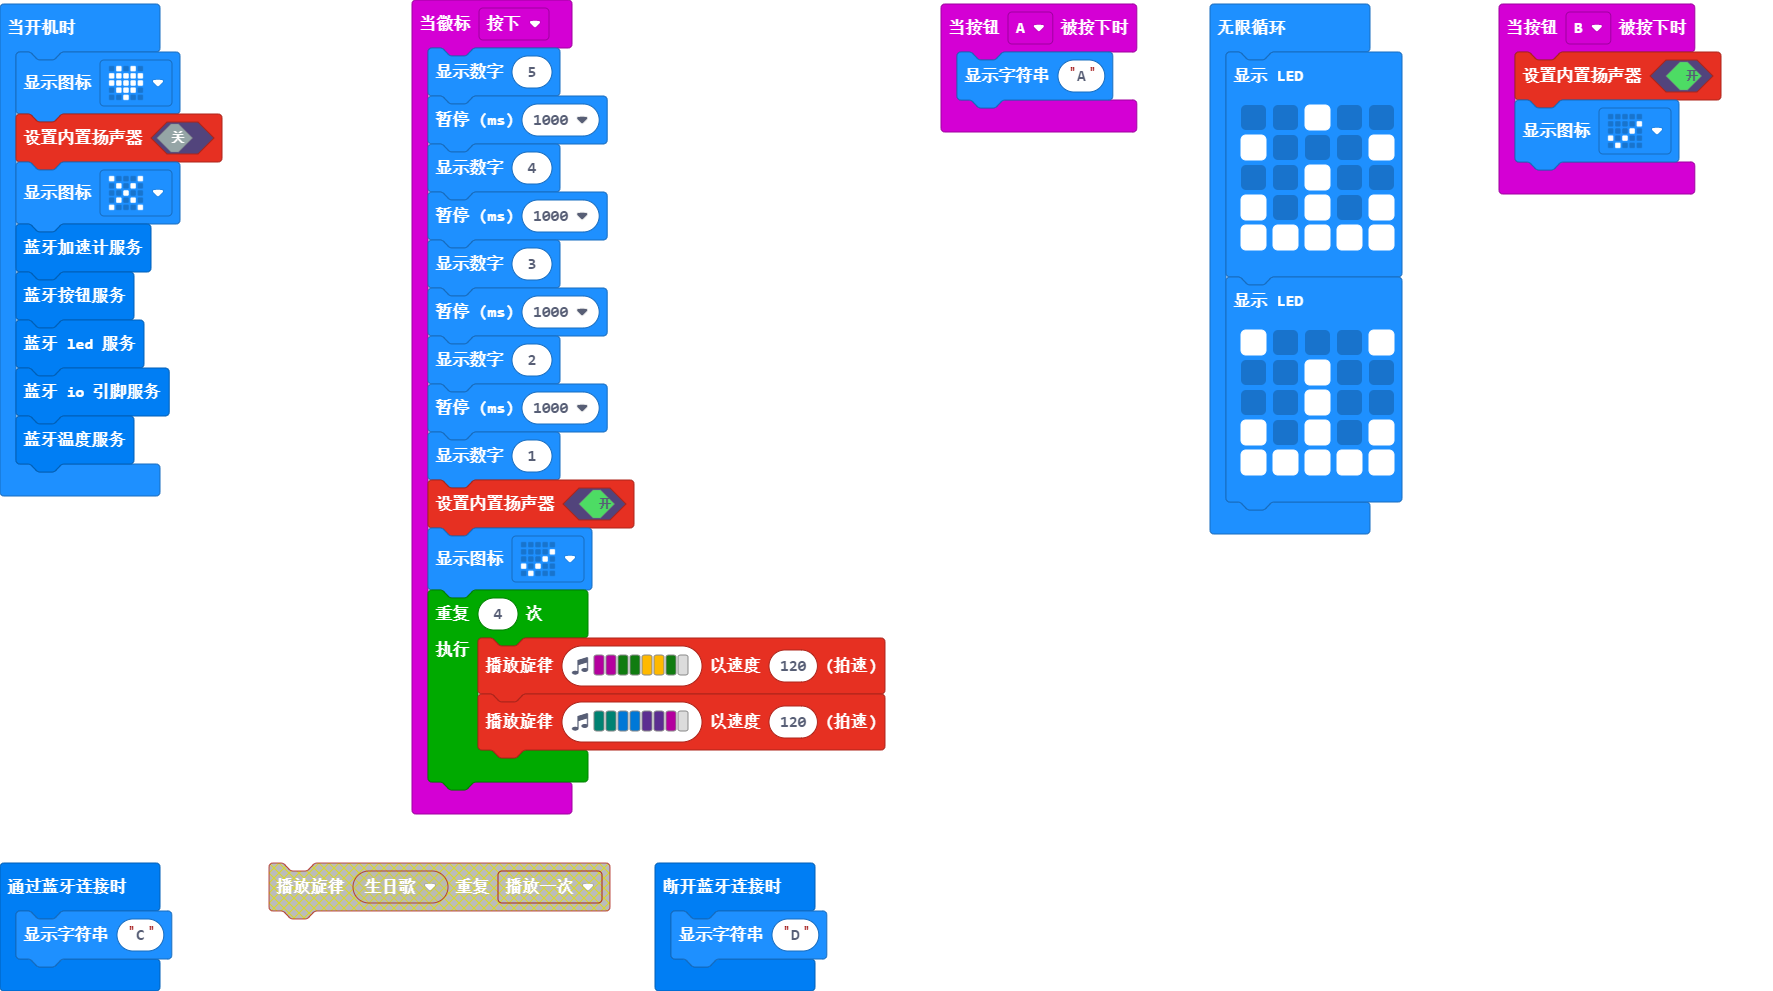 当开机时
显示图标
设置内置扬声器 关
显示图标
蓝牙加速计服务
蓝牙按钮服务
蓝牙 led 服务
蓝牙 io 引脚服务
蓝牙温度服务
当徽标 按下
显示数字 5
暂停 (ms) 1000
显示数字 4
暂停 (ms) 1000
显示数字 3
暂停 (ms) 1000
显示数字 2
暂停 (ms) 1000
显示数字 1
设置内置扬声器 开
显示图标
重复 4 次
执行
播放旋律 以速度 120 (拍速)
播放旋律 以速度 120 (拍速)
当按钮 A 被按下时
显示字符串 "A"
无限循环
显示 LED
显示 LED
当按钮 B 被按下时
设置内置扬声器 开
显示图标
通过蓝牙连接时
显示字符串 "C"
播放旋律 生日歌 重复 播放一次
断开蓝牙连接时
显示字符串 "D"